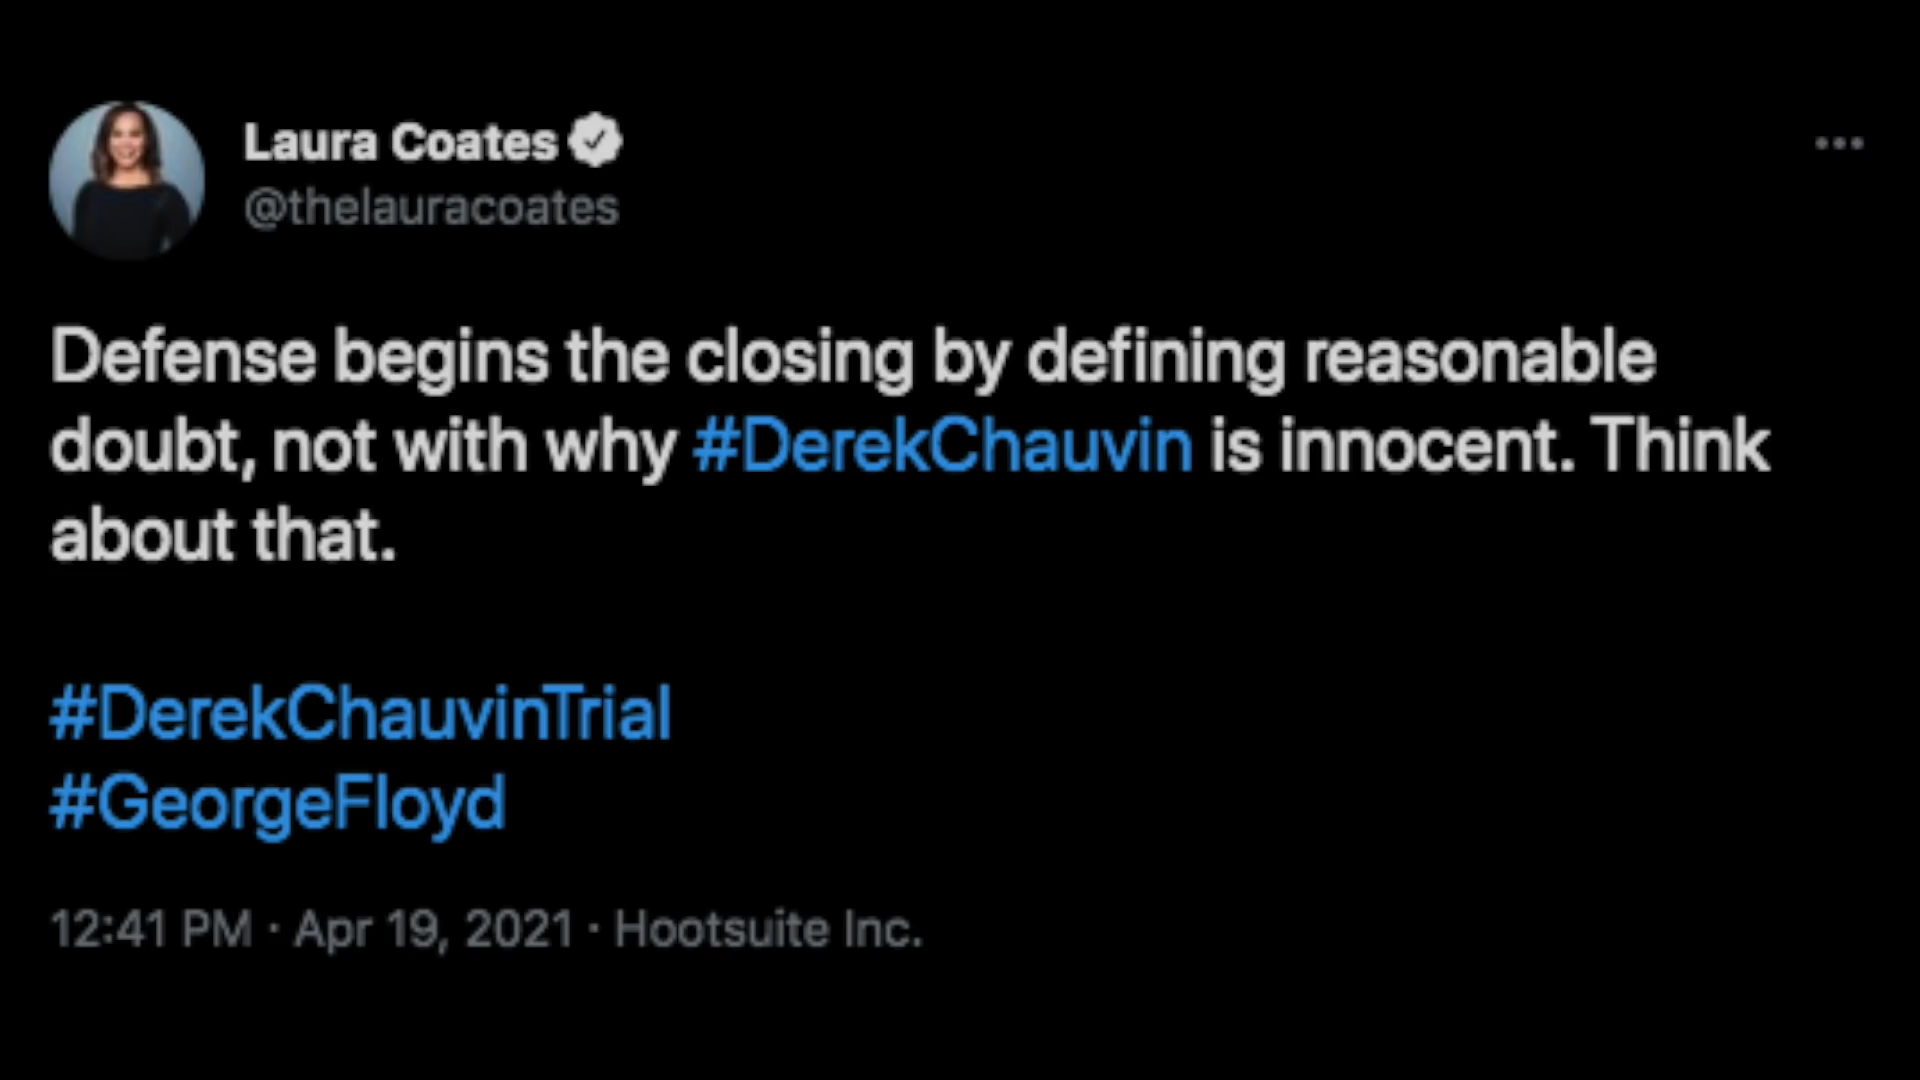 Laura Coates
@thelauracoates
Defense begins the closing by defining reasonable
doubt, not with why #DerekChauvin is innocent. Think
about that.
#DerekChauvinTrial
#GeorgeFloyd
12:41 PM · Apr 19, 2021 · Hootsuite Inc.